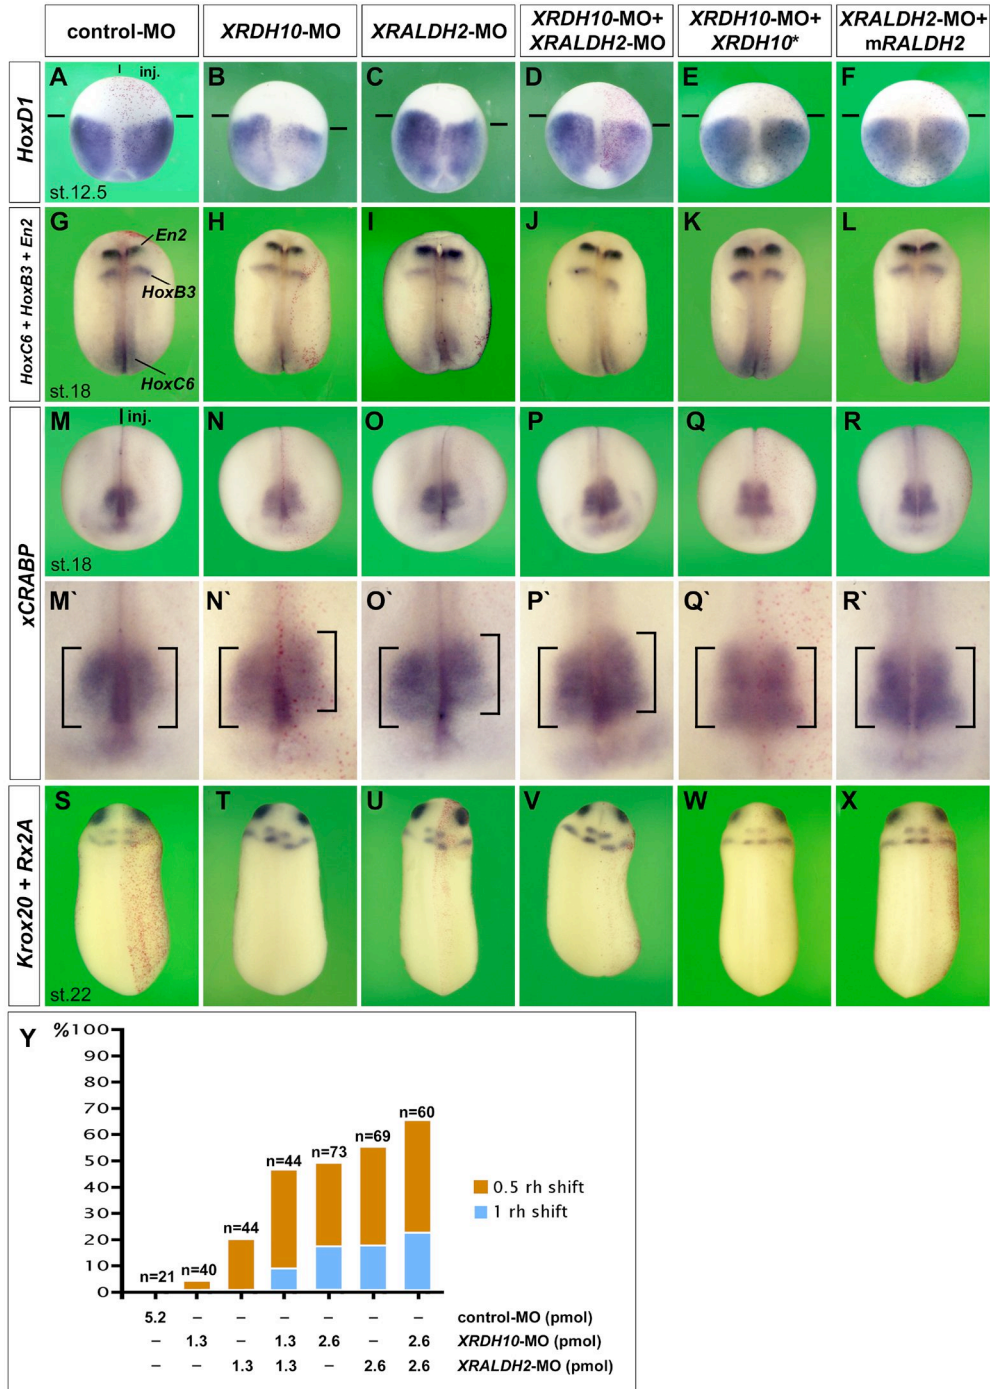 control-MO
XRDH10-MO
XRALDH2-MO
XRDH10-MO+
XRALDH2-MO
XRDH10-MO+
XRDH10*
XRALDH2-MO+
mRALDH2
HoxD1
A
inj.
B
C
D
E
F
st.12.5
HoxC6 + HoxB3 + En2
G
En2
HoxB3
HoxC6
H
I
J
K
L
st.18
xCRABP
M
inj.
N
O
P
Q
R
st.18
M`
N`
O`
P`
Q`
R`
Krox20 + Rx2A
S
T
U
V
W
X
st.22
Y
%100
90
80
70
60
50
40
30
20
10
0
n=21
n=40
n=44
n=44
n=73
n=69
n=60
0.5 rh shift
1 rh shift
5.2 – – – – – – control-MO (pmol)
– 1.3 – 1.3 2.6 – 2.6 XRDH10-MO (pmol)
– – 1.3 1.3 – 2.6 2.6 XRALDH2-MO (pmol)